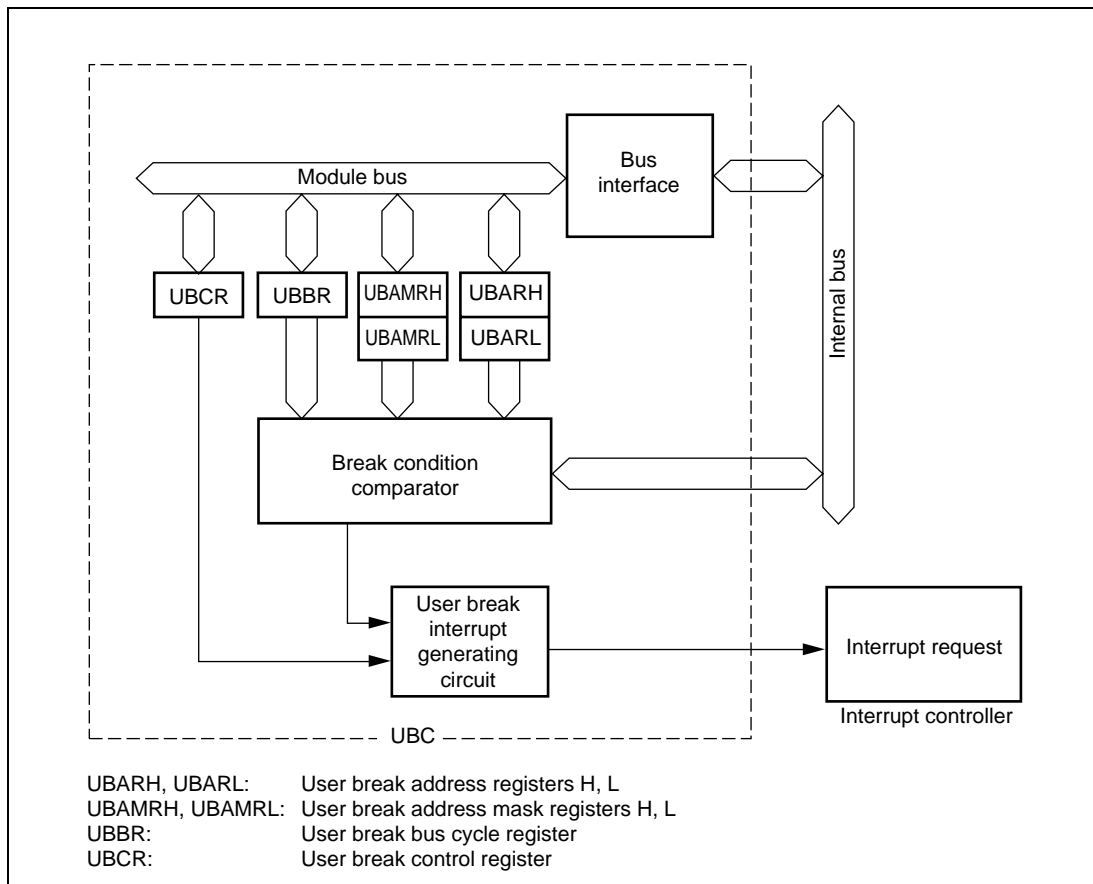 Bus
interface
Module bus
UBCR
UBBR
UBAMRH
UBARH
UBAMRL
UBARL
Internal bus
Break condition
comparator
User break
interrupt
generating
circuit
Interrupt request
Interrupt controller
UBC
UBARH, UBARL: User break address registers H, L
UBAMRH, UBAMRL: User break address mask registers H, L
UBBR: User break bus cycle register
UBCR: User break control register